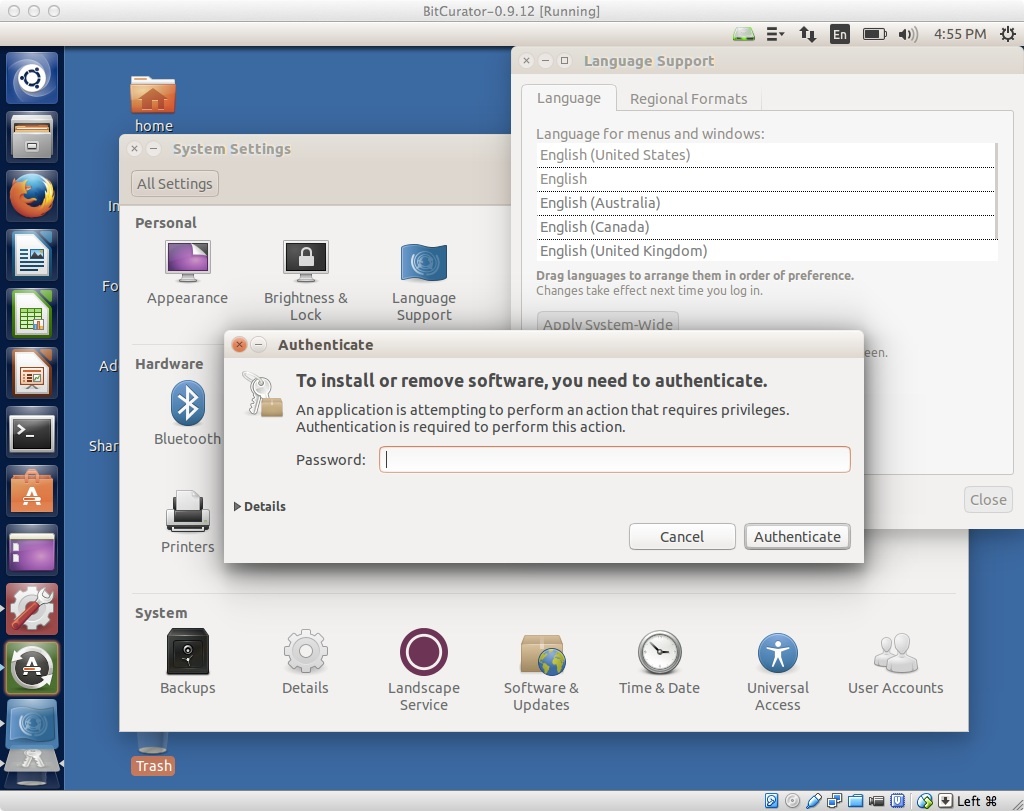 BitCurator-0.9.12 [Running]
En
4:55 PM
home
Language Support
Language
Regional Formats
Language for menus and windows:
English (United States)
English
English (Australia)
English (Canada)
English (United Kingdom)
Drag languages to arrange them in order of preference.
Changes take effect next time you log in.
Apply System-Wide
Close
System Settings
All Settings
Personal
Appearance
Brightness &
Lock
Language
Support
Hardware
Bluetooth
Printers
Authenticate
To install or remove software, you need to authenticate.
An application is attempting to perform an action that requires privileges.
Authentication is required to perform this action.
Password:
Details
Cancel
Authenticate
System
Backups
Details
Landscape
Service
Software &
Updates
Time & Date
Universal
Access
User Accounts
Trash
Left ⌘